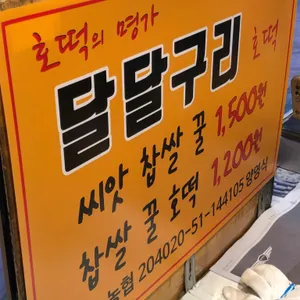 호떡의 명가
달달구리 호떡
씨앗 찹쌀 꿀 1,500원
찹쌀 꿀 호떡 1,200원
농협 204020-51-144105 양영식